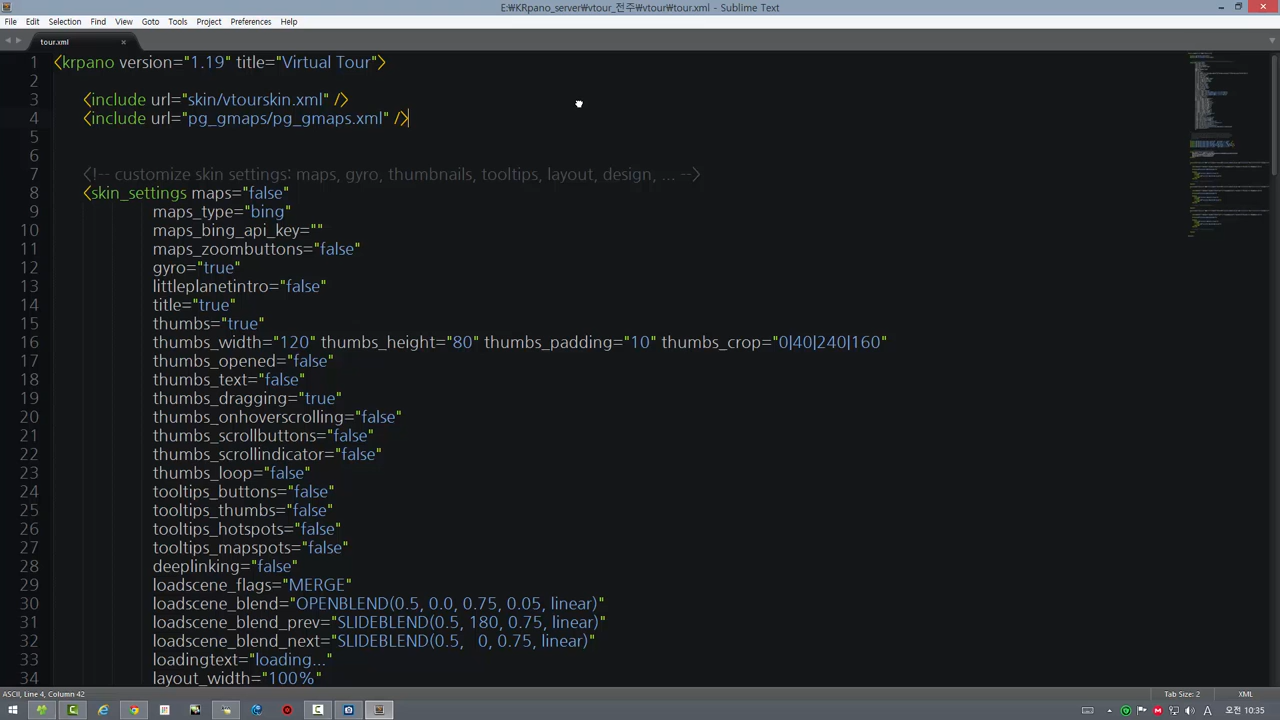 E:₩KRpano_server₩vtour_전주₩vtour₩tour.xml - Sublime Text
File Edit Selection Find View Goto Tools Project Preferences Help
tour.xml
1 <krpano version="1.19" title="Virtual Tour">
2
3 <include url="skin/vtourskin.xml" />
4 <include url="pg_gmaps/pg_gmaps.xml" />
5
6
7 <!-- customize skin settings: maps, gyro, thumbnails, tooltips, layout, design, ... -->
8 <skin_settings maps="false"
9 maps_type="bing"
10 maps_bing_api_key=""
11 maps_zoombuttons="false"
12 gyro="true"
13 littleplanetintro="false"
14 title="true"
15 thumbs="true"
16 thumbs_width="120" thumbs_height="80" thumbs_padding="10" thumbs_crop="0|40|240|160"
17 thumbs_opened="false"
18 thumbs_text="false"
19 thumbs_dragging="true"
20 thumbs_onhoverscrolling="false"
21 thumbs_scrollbuttons="false"
22 thumbs_scrollindicator="false"
23 thumbs_loop="false"
24 tooltips_buttons="false"
25 tooltips_thumbs="false"
26 tooltips_hotspots="false"
27 tooltips_mapspots="false"
28 deeplinking="false"
29 loadscene_flags="MERGE"
30 loadscene_blend="OPENBLEND(0.5, 0.0, 0.75, 0.05, linear)"
31 loadscene_blend_prev="SLIDEBLEND(0.5, 180, 0.75, linear)"
32 loadscene_blend_next="SLIDEBLEND(0.5,   0, 0.75, linear)"
33 loadingtext="loading..."
34 layout_width="100%"
ASCII, Line 4, Column 42 Tab Size: 2 XML
A 오전 10:35